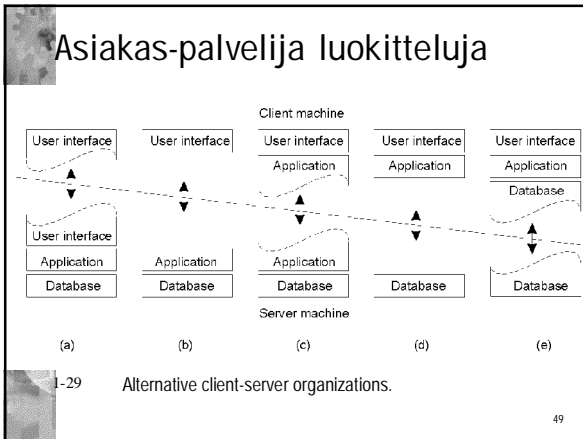 Asiakas-palvelija luokitteluja
Client machine
User interface User interface User interface User interface User interface
Application Application Application
Database
User interface
Application Application Application
Database Database Database Database Database
Server machine
(a) (b) (c) (d) (e)
1-29 Alternative client-server organizations.
49